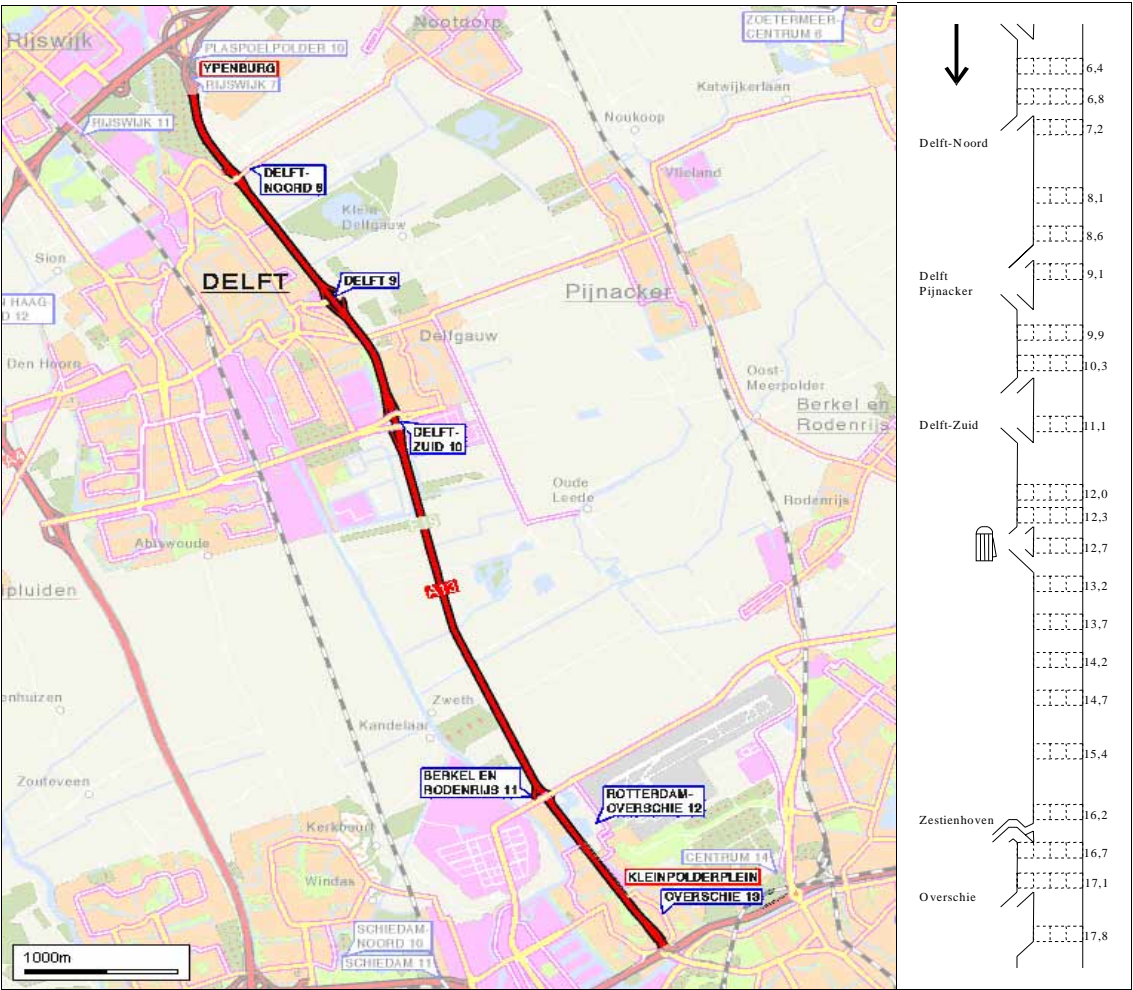 Nootdorp
ZOETERMEER-
CENTRUM 6
Rijswijk
PLASPOELPOLDER 10
YPENBURG
RIJSWIJK 7
Katwijkerlaan
Noukoop
RIJSWIJK 11
Vlieland
DELFT-
NOORD 8
Klein
Delfgauw
Sion
DELFT
DELFT 9
Pijnacker
N HAAG-
D 12
Delfgauw
Den Hoorn
Oost-
Meerpolder
Berkel en
Rodenrijs
DELFT-
ZUID 10
Oude
Leede
Rodenrijs
Abtswoude
A13
ipluiden
enhuizen
Zweth
Kandelaar
Zouteveen
BERKEL EN
RODENRIJS 11
ROTTERDAM-
OVERSCHIE 12
Kerkbuurt
CENTRUM 14
KLEINPOLDERPLEIN
Windas
OVERSCHIE 13
SCHIEDAM-
NOORD 10
SCHIEDAM 11
1000m
6,4
6,8
7,2
Delft-Noord
8,1
8,6
9,1
Delft
Pijnacker
9,9
10,3
Delft-Zuid
11,1
12,0
12,3
12,7
13,2
13,7
14,2
14,7
15,4
16,2
Zestienhoven
16,7
17,1
Overschie
17,8